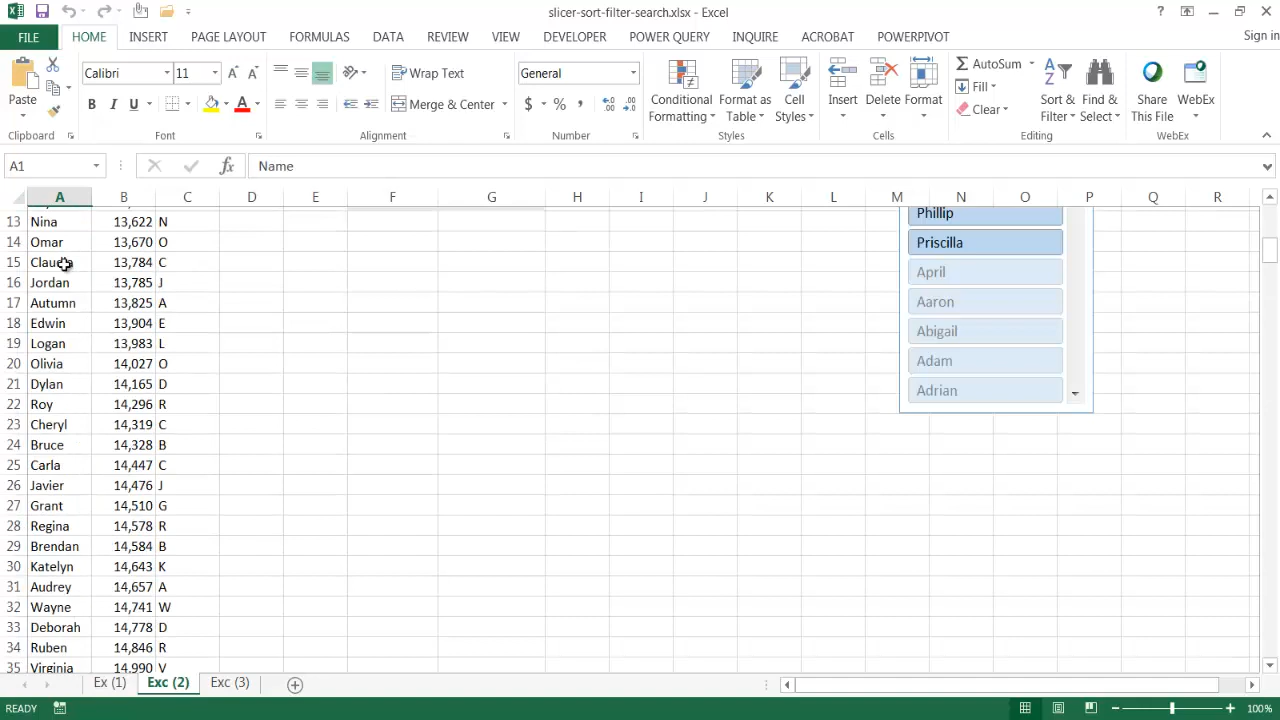 slicer-sort-filter-search.xlsx - Excel
?
Sign in
FILE HOME INSERT PAGE LAYOUT FORMULAS DATA REVIEW VIEW DEVELOPER POWER QUERY INQUIRE ACROBAT POWERPIVOT
Paste
Clipboard
Calibri 11
B I U
Font
Wrap Text
Merge & Center
Alignment
General
$ %
Number
Conditional Formatting
Format as Table
Cell Styles
Styles
Insert Delete Format
Cells
AutoSum
Fill
Clear
Sort & Filter
Find & Select
Editing
Share This File
WebEx
WebEx
A1 fx Name
A B C D E F G H I J K L M N O P Q R
13 Nina 13,622 N
14 Omar 13,670 O
15 Claudia 13,784 C
16 Jordan 13,785 J
17 Autumn 13,825 A
18 Edwin 13,904 E
19 Logan 13,983 L
20 Olivia 14,027 O
21 Dylan 14,165 D
22 Roy 14,296 R
23 Cheryl 14,319 C
24 Bruce 14,328 B
25 Carla 14,447 C
26 Javier 14,476 J
27 Grant 14,510 G
28 Regina 14,578 R
29 Brendan 14,584 B
30 Katelyn 14,643 K
31 Audrey 14,657 A
32 Wayne 14,741 W
33 Deborah 14,778 D
34 Ruben 14,846 R
35 Virginia 14,990 V
Phillip
Priscilla
April
Aaron
Abigail
Adam
Adrian
Ex (1) Exc (2) Exc (3)
READY
100%